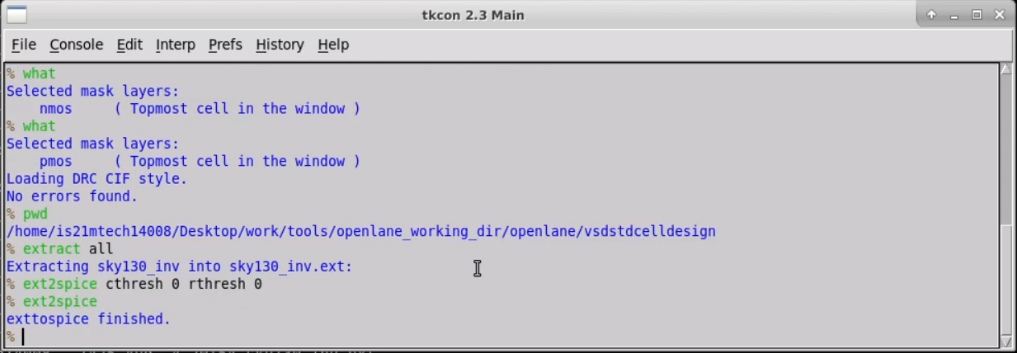 tkcon 2.3 Main
File Console Edit Interp Prefs History Help
% what
Selected mask layers:
    nmos     ( Topmost cell in the window )
% what
Selected mask layers:
    pmos     ( Topmost cell in the window )
Loading DRC CIF style.
No errors found.
% pwd
/home/is21mtech14008/Desktop/work/tools/openlane_working_dir/openlane/vsdstdcelldesign
% extract all
Extracting sky130_inv into sky130_inv.ext:
% ext2spice cthresh 0 rthresh 0
% ext2spice
exttospice finished.
%